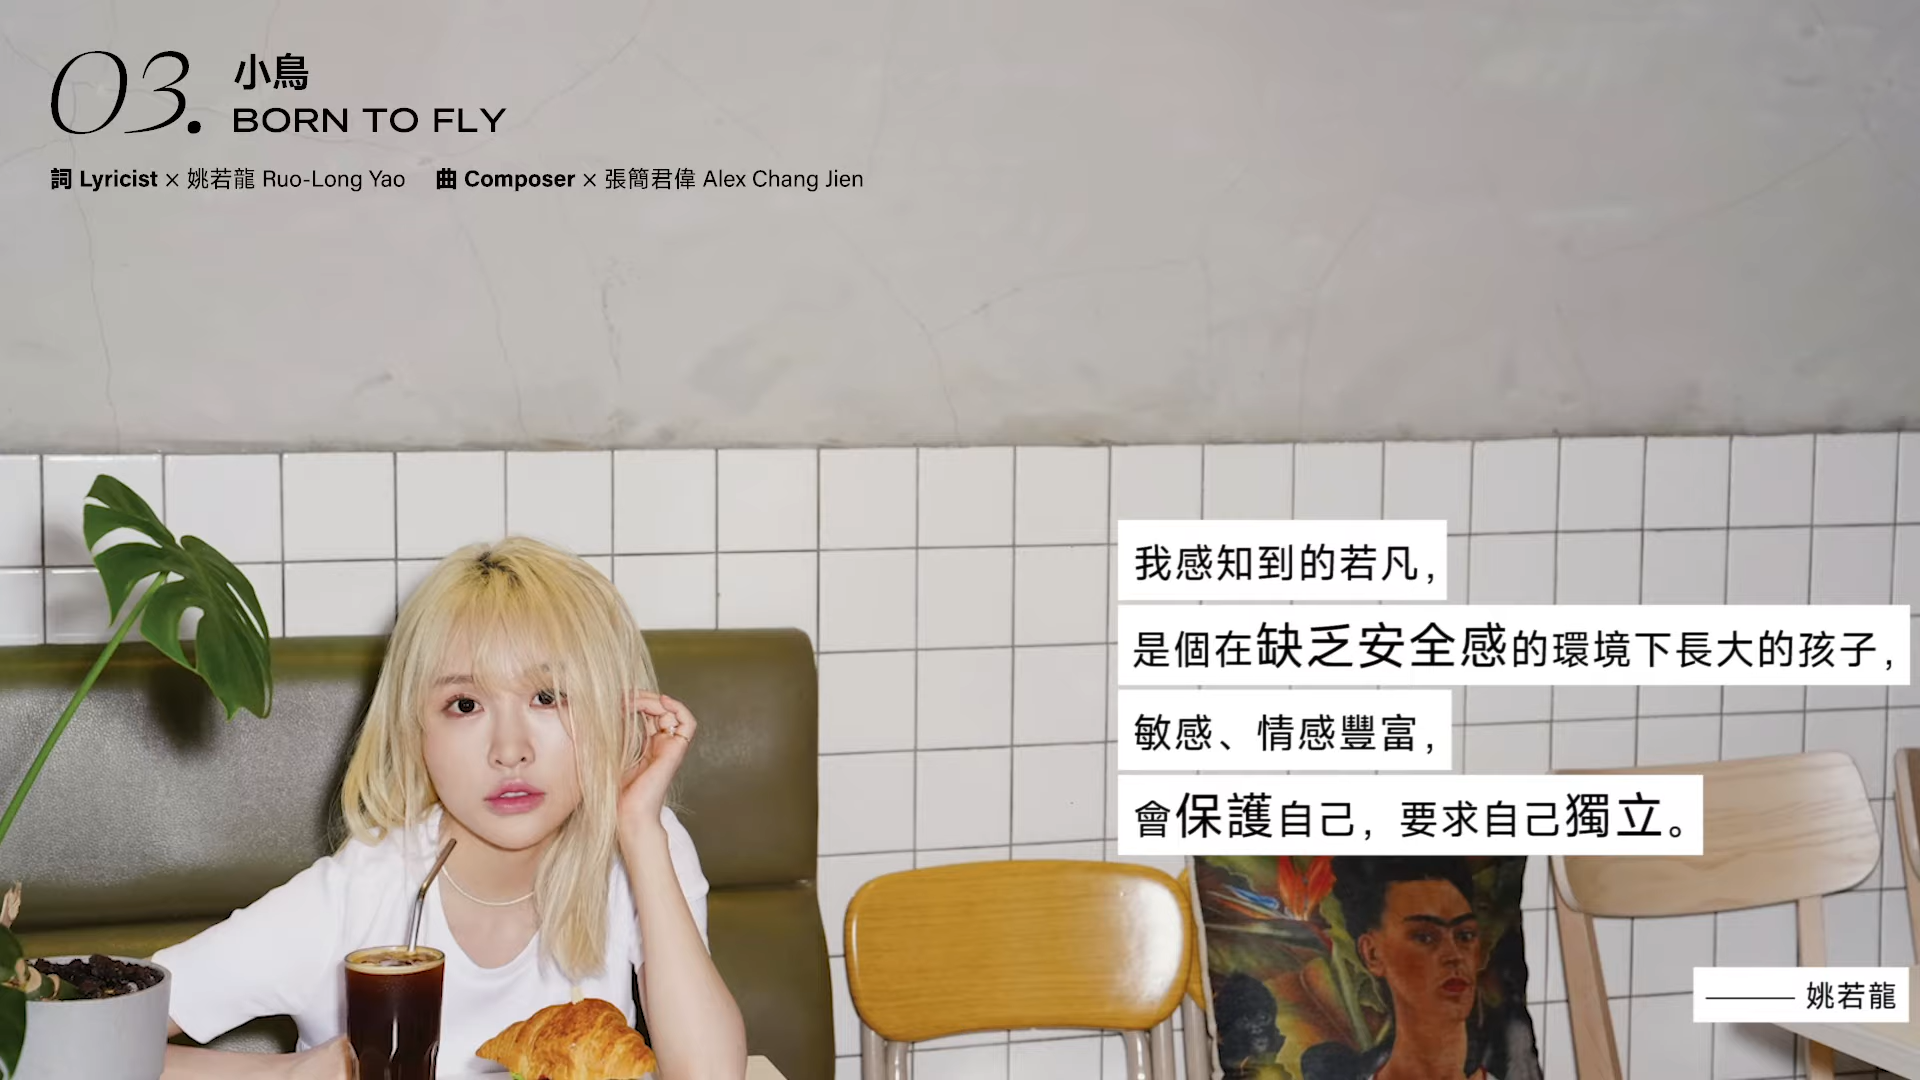 03.
小鳥
BORN TO FLY
詞 Lyricist × 姚若龍 Ruo-Long Yao 曲 Composer × 張簡君偉 Alex Chang Jien
我感知到的若凡，
是個在缺乏安全感的環境下長大的孩子，
敏感、情感豐富，
會保護自己，要求自己獨立。
—— 姚若龍